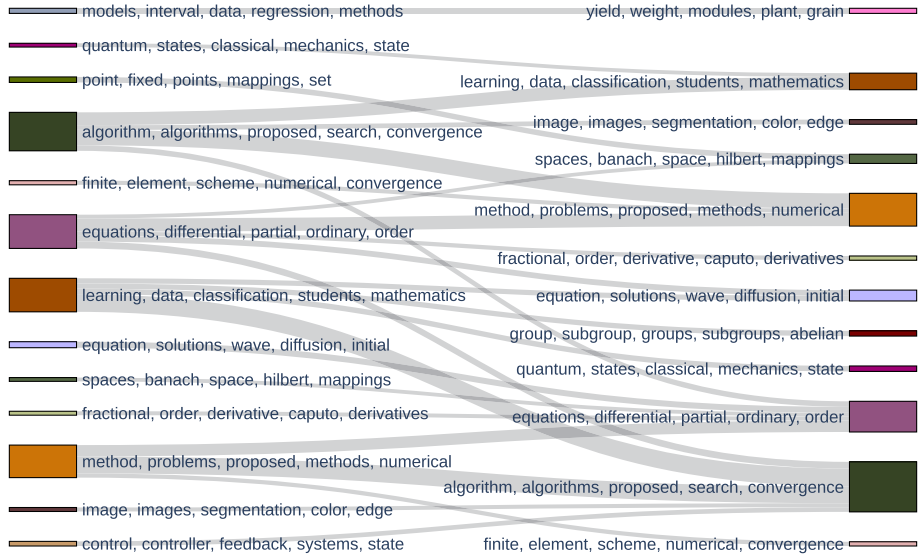 models, interval, data, regression, methods
quantum, states, classical, mechanics, state
point, fixed, points, mappings, set
algorithm, algorithms, proposed, search, convergence
finite, element, scheme, numerical, convergence
equations, differential, partial, ordinary, order
learning, data, classification, students, mathematics
equation, solutions, wave, diffusion, initial
spaces, banach, space, hilbert, mappings
fractional, order, derivative, caputo, derivatives
method, problems, proposed, methods, numerical
image, images, segmentation, color, edge
control, controller, feedback, systems, state
yield, weight, modules, plant, grain
learning, data, classification, students, mathematics
image, images, segmentation, color, edge
spaces, banach, space, hilbert, mappings
method, problems, proposed, methods, numerical
fractional, order, derivative, caputo, derivatives
equation, solutions, wave, diffusion, initial
group, subgroup, groups, subgroups, abelian
quantum, states, classical, mechanics, state
equations, differential, partial, ordinary, order
algorithm, algorithms, proposed, search, convergence
finite, element, scheme, numerical, convergence